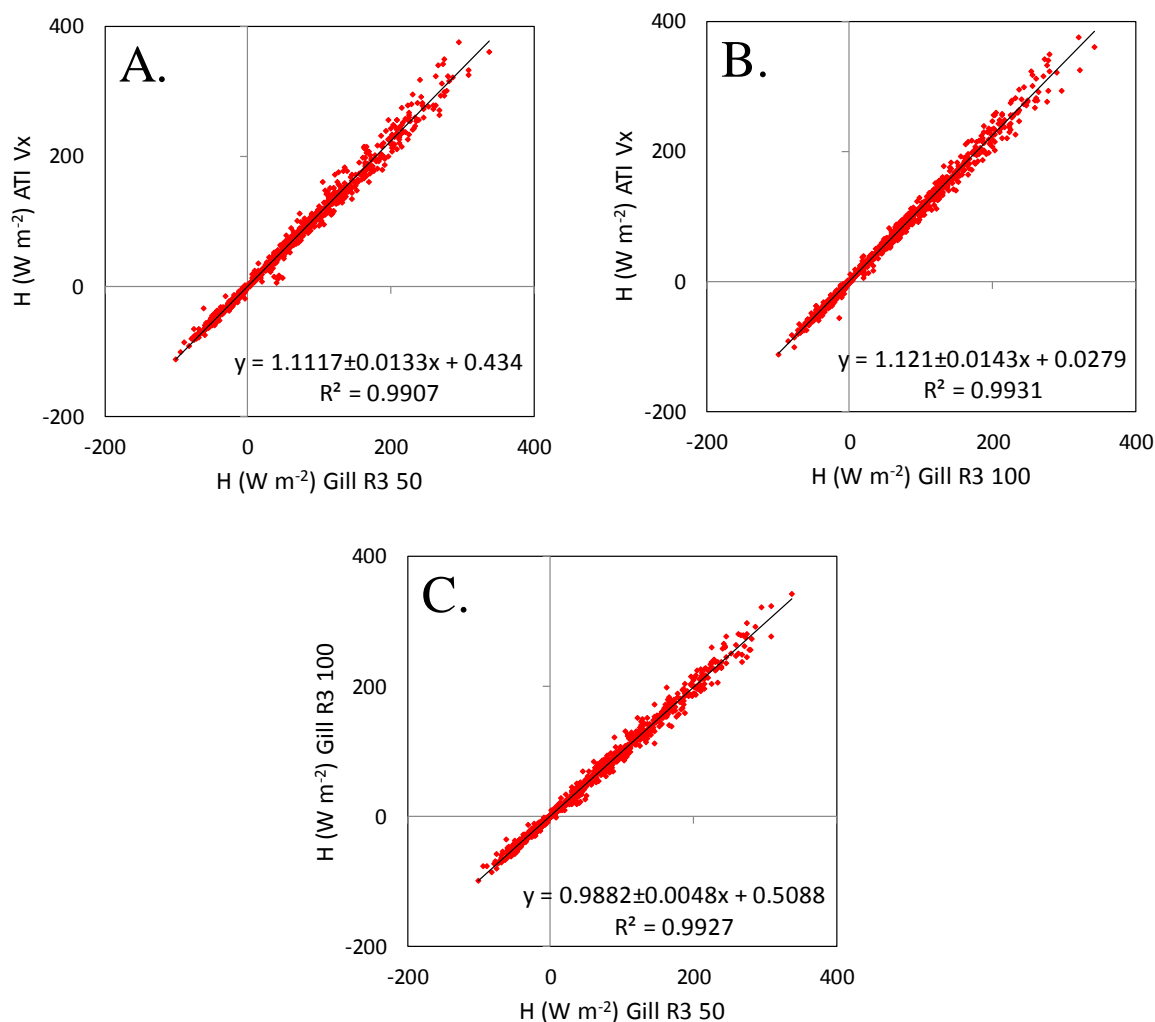 A.
400
200
0
-200
-200 0 200 400
H (W m-2) ATI Vx
H (W m-2) Gill R3 50
y = 1.1117±0.0133x + 0.434
R² = 0.9907
B.
400
200
0
-200
-200 0 200 400
H (W m-2) ATI Vx
H (W m-2) Gill R3 100
y = 1.121±0.0143x + 0.0279
R² = 0.9931
C.
400
200
0
-200
-200 0 200 400
H (W m-2) Gill R3 100
H (W m-2) Gill R3 50
y = 0.9882±0.0048x + 0.5088
R² = 0.9927